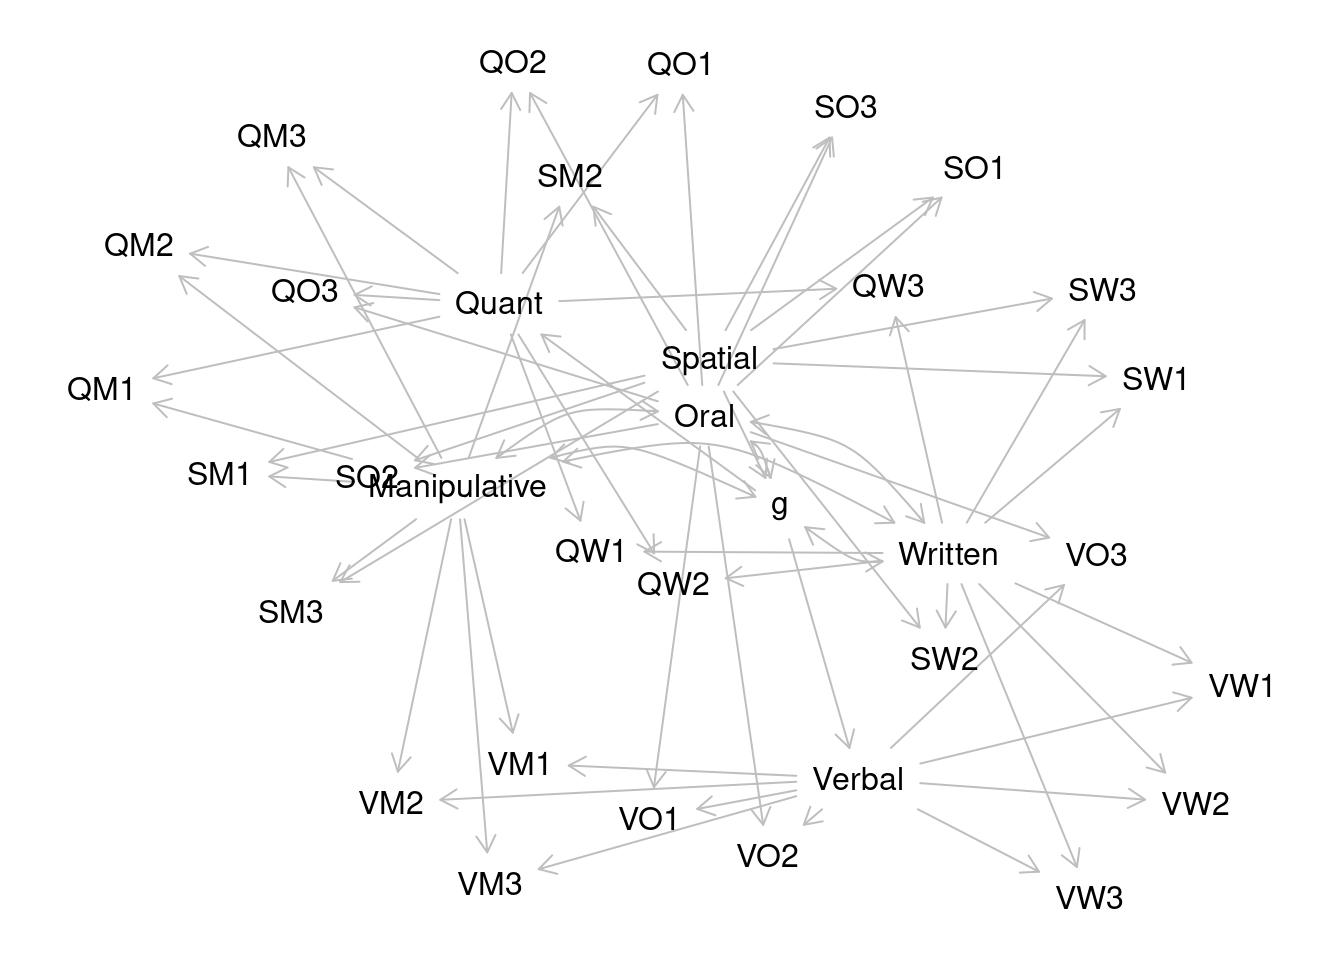 QO2
QO1
SO3
QM3
SO1
SM2
QM2
QO3
Quant
QW3
SW3
Spatial
SW1
QM1
Oral
SM1
SO2
Manipulative
g
QW1
Written
VO3
QW2
SM3
SW2
VW1
VM1
Verbal
VM2
VO1
VW2
VO2
VM3
VW3